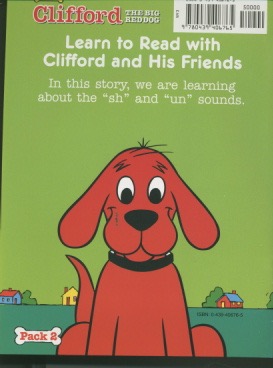 Clifford THE BIG RED DOG
Learn to Read with
Clifford and His Friends
In this story, we are learning
about the "sh" and "un" sounds.
Pack 2